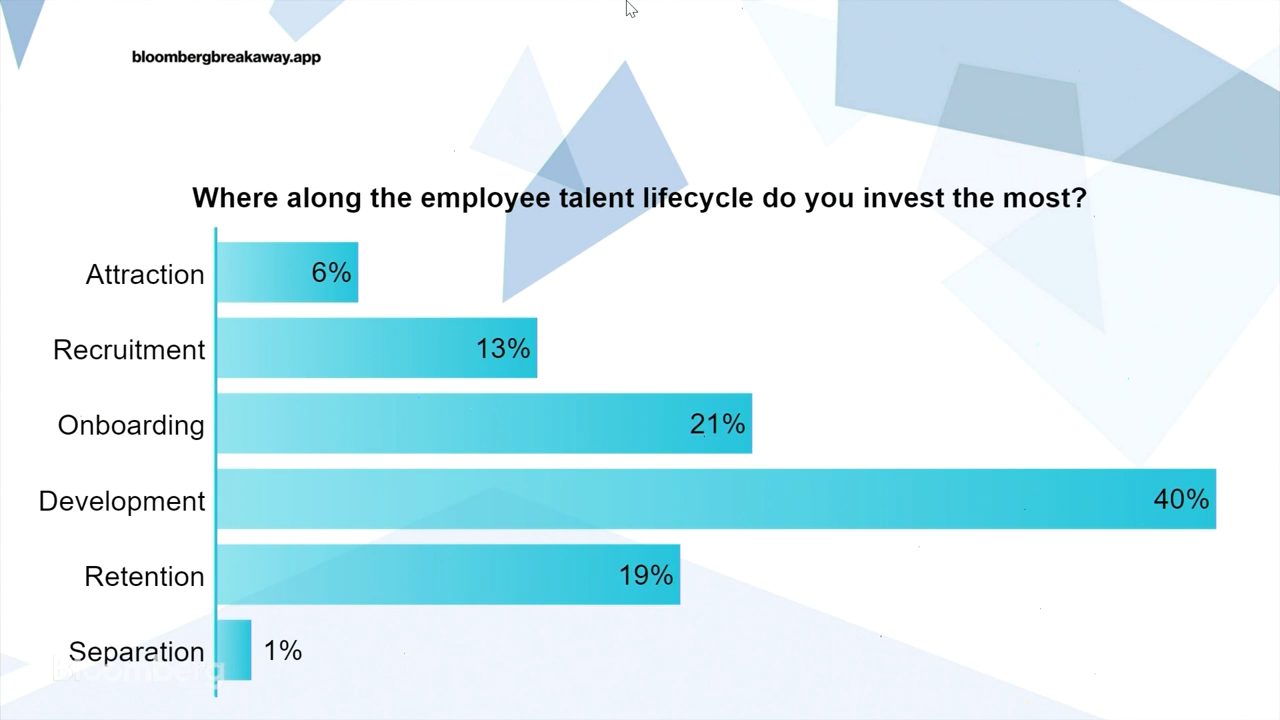 bloombergbreakaway.app
Where along the employee talent lifecycle do you invest the most?
Attraction 6%
Recruitment 13%
Onboarding 21%
Development 40%
Retention 19%
Separation 1%
Bloomberg